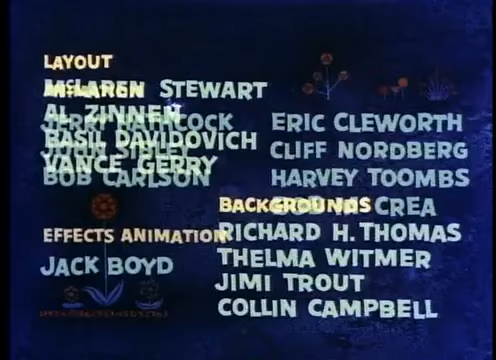 LAYOUT
McLAREN STEWART
AL ZINNEN
BASIL DAVIDOVICH
VANCE GERRY
BOB CARLSON
ERIC CLEWORTH
CLIFF NORDBERG
HARVEY TOOMBS
CREA
EFFECTS ANIMATION
JACK BOYD
BACKGROUNDS
RICHARD H. THOMAS
THELMA WITMER
JIMI TROUT
COLLIN CAMPBELL